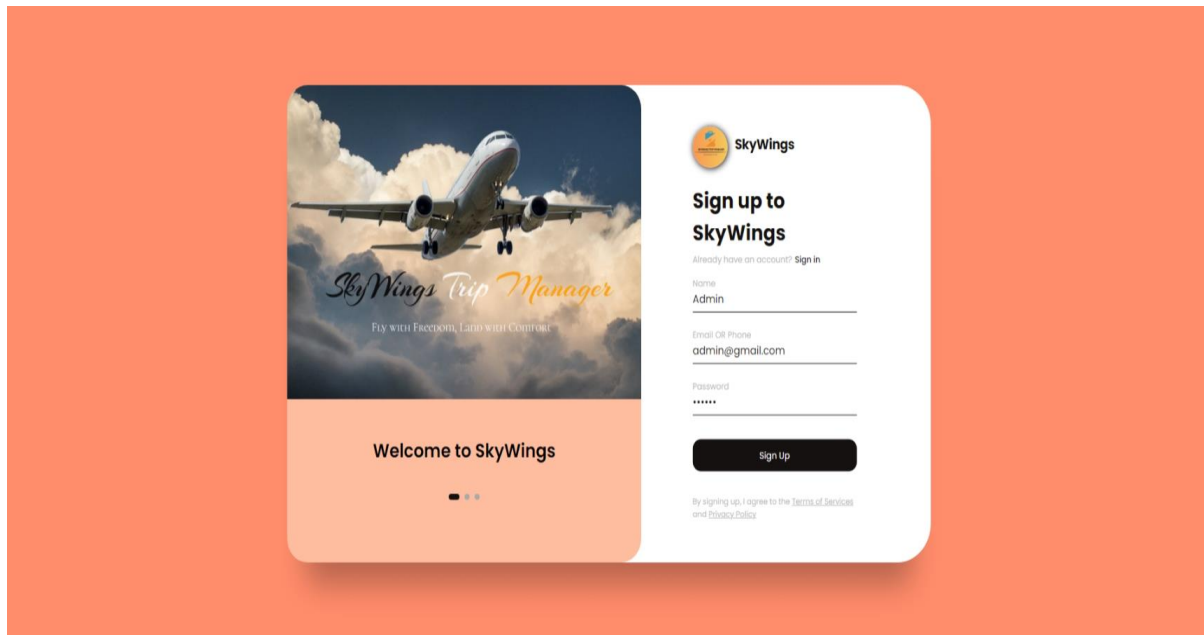 SkyWings Trip Manager
Fly with Freedom, Land with Comfort
Welcome to SkyWings
SkyWings
Sign up to
SkyWings
Already have an account? Sign in
Name
Admin
Email OR Phone
admin@gmail.com
Password
••••••
Sign Up
By signing up, I agree to the Terms of Services
and Privacy Policy